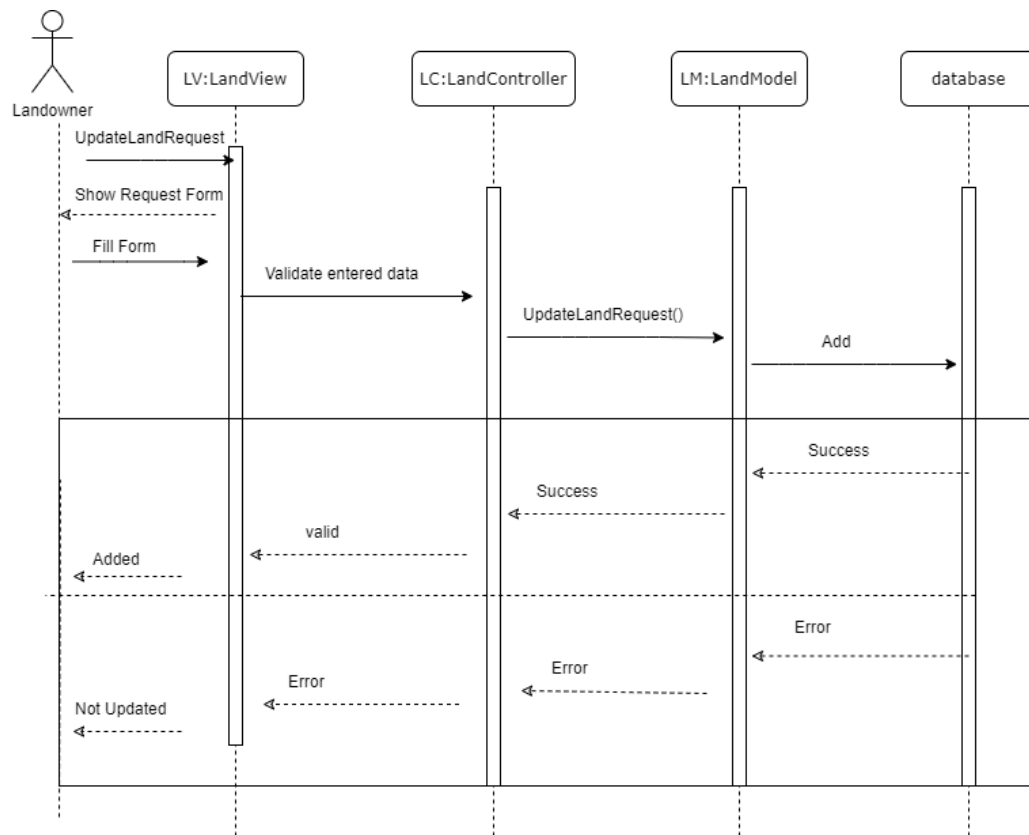 Landowner
LV:LandView
LC:LandController
LM:LandModel
database
UpdateLandRequest
Show Request Form
Fill Form
Validate entered data
UpdateLandRequest()
Add
Success
Success
valid
Added
Error
Error
Error
Not Updated